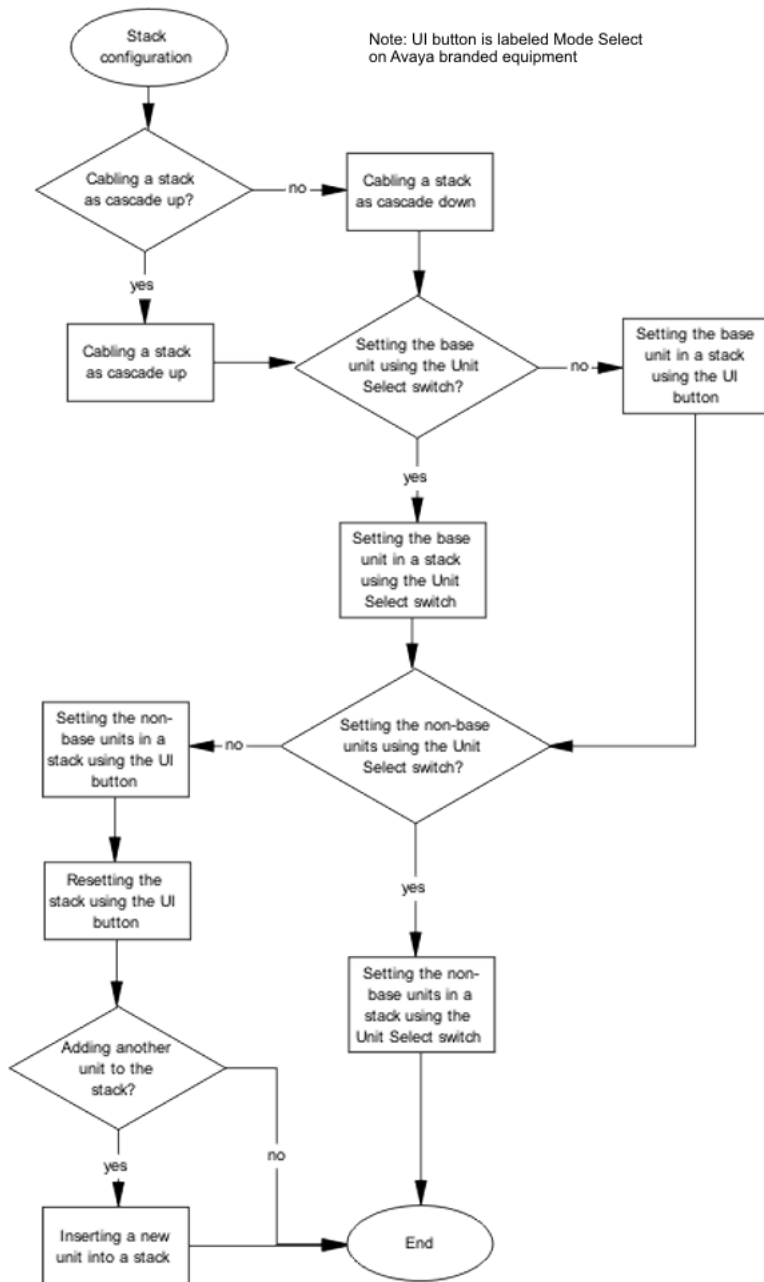 Stack
configuration
Note: UI button is labeled Mode Select
on Avaya branded equipment
Cabling a stack
as cascade up?
no
Cabling a stack
as cascade down
yes
Cabling a stack
as cascade up
Setting the base
unit using the Unit
Select switch?
no
Setting the base
unit in a stack
using the UI
button
yes
Setting the base
unit in a stack
using the Unit
Select switch
Setting the non-
base units in a
stack using the UI
button
no
Setting the non-base
units using the Unit
Select switch?
Resetting the
stack using the UI
button
yes
Setting the non-
base units in a
stack using the
Unit Select switch
Adding another
unit to the
stack?
no
yes
Inserting a new
unit into a stack
End